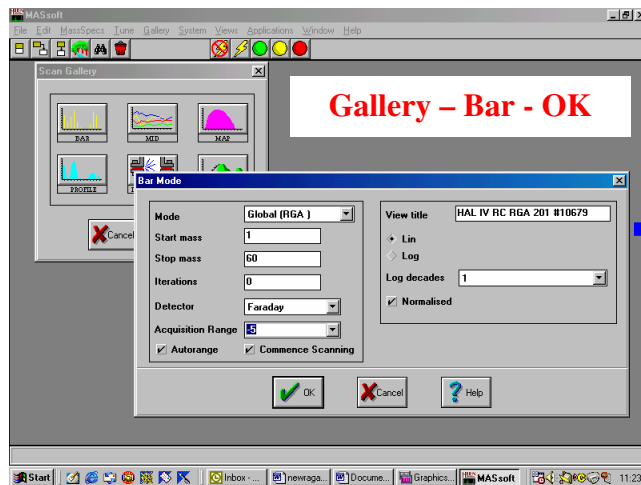 MASsoft
File Edit MassSpecs Tune Gallery System Views Applications Window Help
Scan Gallery
BAR MID MAP
PROFILE
Cancel
Gallery – Bar - OK
Bar Mode
Mode Global (RGA )
Start mass 1
Stop mass 60
Iterations 0
Detector Faraday
Acquisition Range -5
Autorange Commence Scanning
View title HAL IV RC RGA 201 #10679
Lin
Log
Log decades 1
Normalised
OK Cancel Help
Start Inbox - ... newraga... Docume... Graphics... MASsoft 11:23